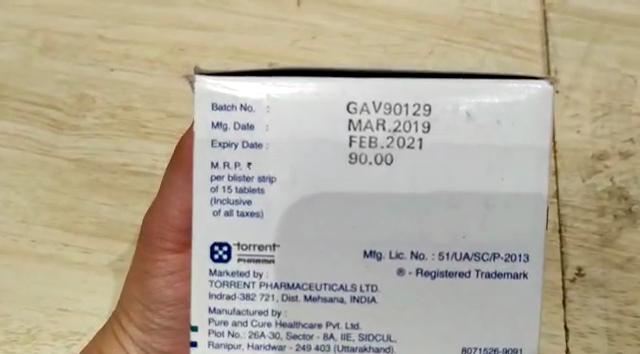 Batch No. : GAV90129
Mfg. Date : MAR.2019
Expiry Date : FEB.2021
M.R.P. ₹ 90.00
per blister strip
of 15 tablets
(Inclusive
of all taxes)
torrent
PHARMA
Mfg. Lic. No. : 51/UA/SC/P-2013
® - Registered Trademark
Marketed by :
TORRENT PHARMACEUTICALS LTD.
Indrad-382 721, Dist. Mehsana, INDIA.
Manufactured by :
Pure and Cure Healthcare Pvt. Ltd.
Plot No.: 26A-30, Sector - 8A, IIE, SIDCUL,
Ranipur, Haridwar - 249 403 (Uttarakhand).
8071526-9091